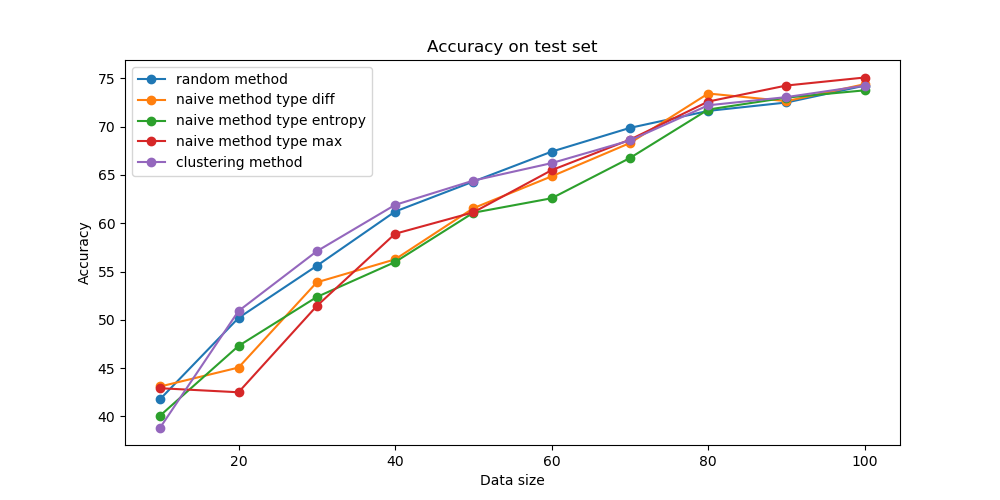 Accuracy on test set
random method
naive method type diff
naive method type entropy
naive method type max
clustering method
Accuracy
75
70
65
60
55
50
45
40
20 40 60 80 100
Data size